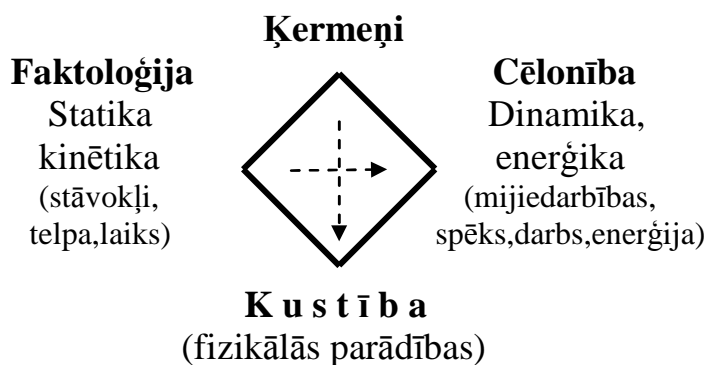 Ķermeņi
Faktoloģija
Statika
kinētika
(stāvokļi,
telpa,laiks)
Cēlonība
Dinamika,
enerģika
(mijiedarbības,
spēks,darbs,enerģija)
K u s t ī b a
(fizikālās parādības)